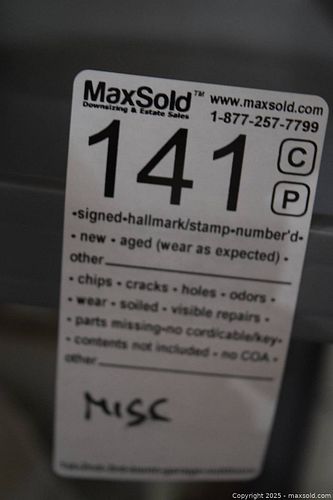 MaxSold™ www.maxsold.com
Downsizing & Estate Sales 1-877-257-7799
141 C
P
•signed•hallmark/stamp•number'd•
• new • aged (wear as expected) •
other
• chips • cracks • holes • odors •
• wear • soiled • visible repairs •
• parts missing•no cord/cable/key•
• contents not included • no COA •
other
MISC
Copyright 2025 - maxsold.com